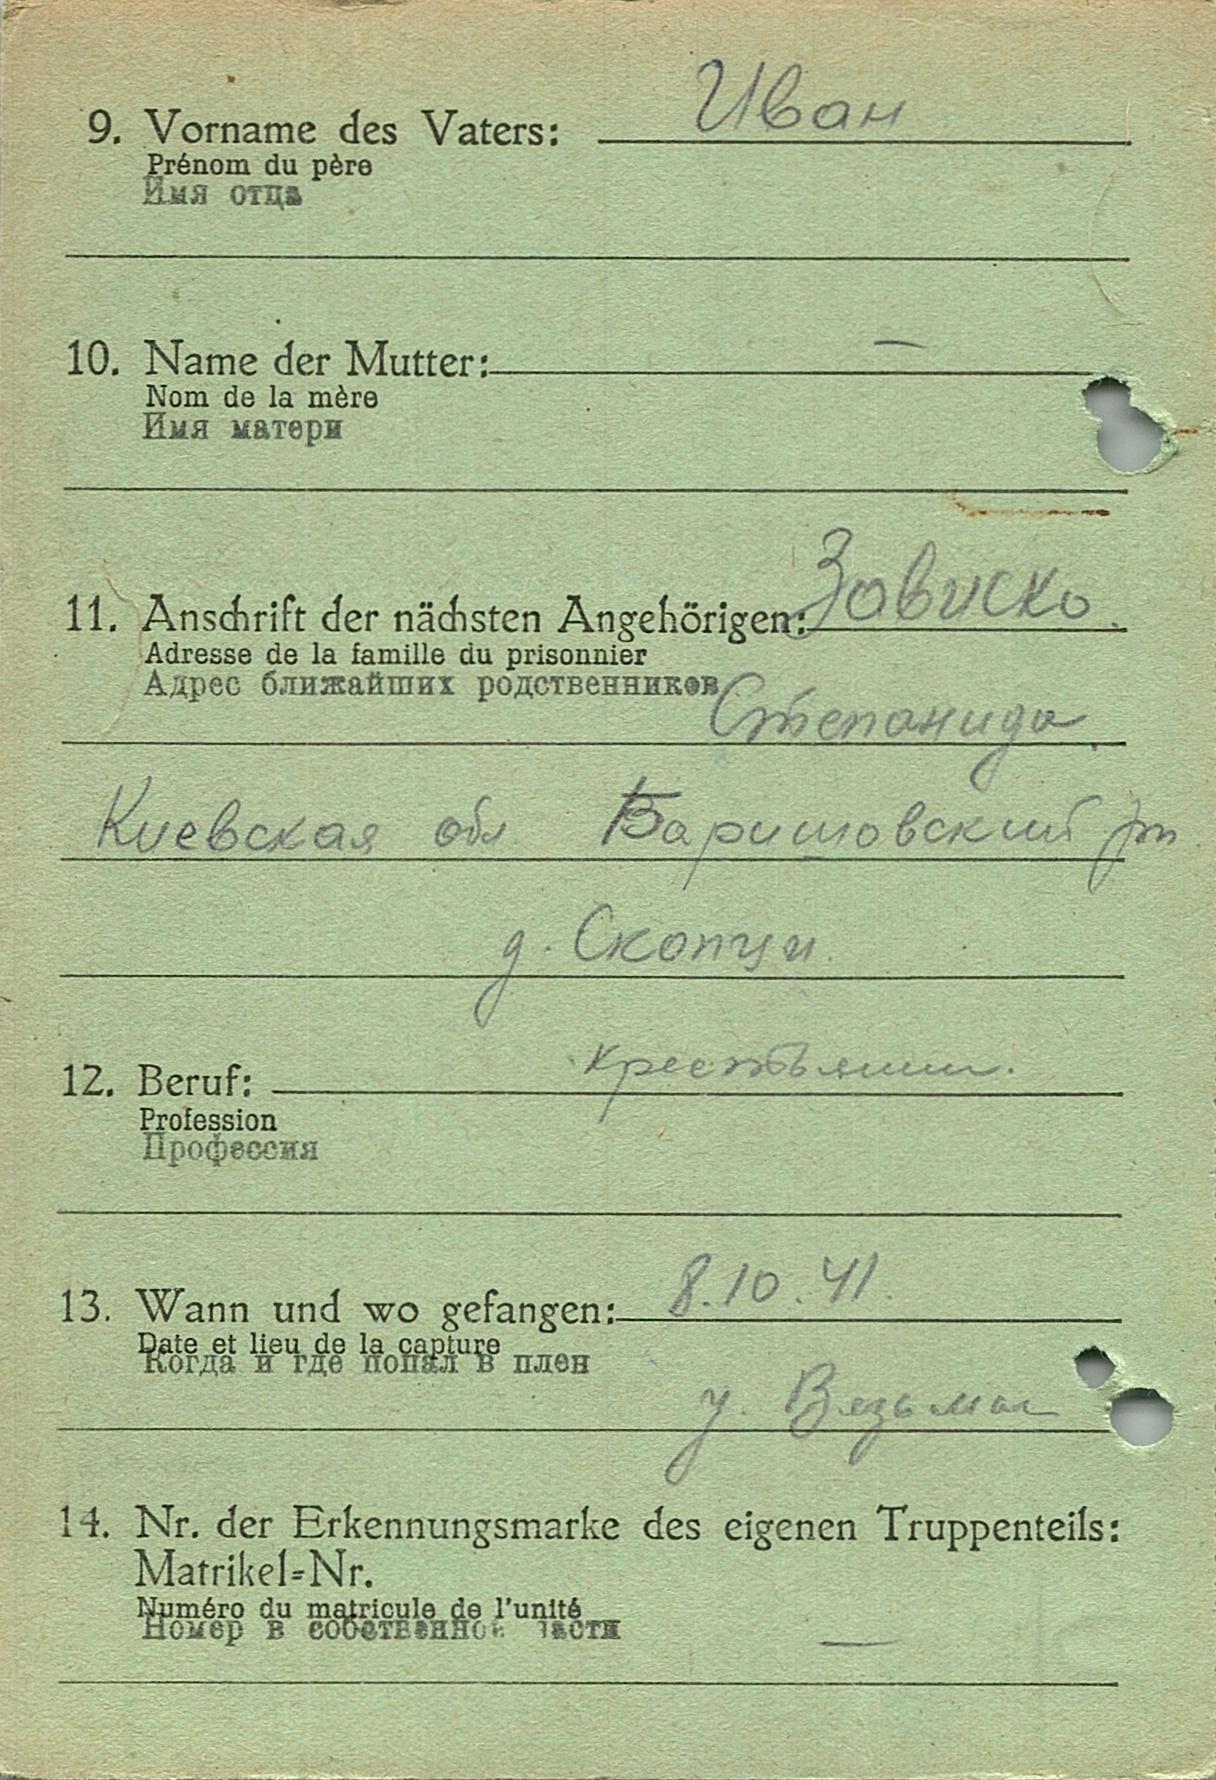 9. Vorname des Vaters: Иван
Prénom du père
Имя отца
10. Name der Mutter: —
Nom de la mère
Имя матери
11. Anschrift der nächsten Angehörigen: Зовиско
Adresse de la famille du prisonnier
Адрес ближайших родственников
Степанида
Киевская обл Баришовский рн
д. Скопци.
12. Beruf: крестьянин.
Profession
Профессия
13. Wann und wo gefangen: 8.10.41.
Date et lieu de la capture
Когда и где попал в плен
у. Вязьмы
14. Nr. der Erkennungsmarke des eigenen Truppenteils:
Matrikel=Nr.
Numéro du matricule de l'unité
Номер в собственной части —